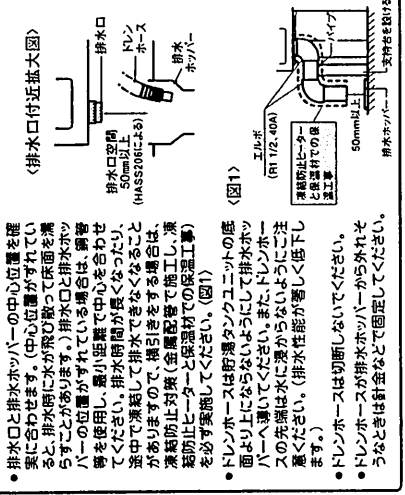 ●排水口と排水ホッパーの中心位置を確
実に合わせます。（中心位置がずれてい
ると、排水時に水が飛び散って床面を濡
らすことがあります。）排水口と排水ホッ
パーの位置がずれている場合は、銅管
等を使用し、最小距離で中心を合わせ
てください。排水時間が長くなったり、
途中で凍結して排水できなくなること
がありますので、横引きをする場合は、
凍結防止対策（金属配管で施工し、凍
結防止ヒーターと保温材での保温工事）
を必ず実施してください。〈図1〉
●ドレンホースは貯湯タンクユニットの底
面より上にならないようにして排水ホッ
パーへ導いてください。また、ドレンホー
スの先端は水に浸からないようにご注
意ください。（排水性能が著しく低下し
ます。）
●ドレンホースは切断しないでください。
●ドレンホースが排水ホッパーから外れそ
うなときは針金などで固定してください。
〈排水口付近拡大図〉
排水口
ドレン
ホース
排水口空間
50mm以上
(HASS206による)
排水
ホッパー
〈図1〉
エルボ
(R1 1/2、40A)
パイプ
凍結防止ヒーター
と保温材での保
温工事
50mm以上
排水ホッパー
支持台を設ける